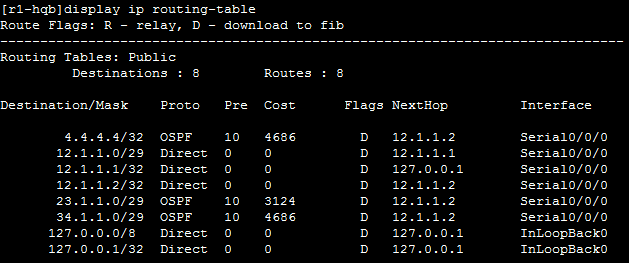 [r1-hqb]display ip routing-table
Route Flags: R - relay, D - download to fib
------------------------------------------------------------------------------
Routing Tables: Public
         Destinations : 8        Routes : 8

Destination/Mask    Proto   Pre  Cost      Flags NextHop         Interface

        4.4.4.4/32  OSPF    10   4686        D   12.1.1.2        Serial0/0/0
       12.1.1.0/29  Direct  0    0           D   12.1.1.1        Serial0/0/0
       12.1.1.1/32  Direct  0    0           D   127.0.0.1       Serial0/0/0
       12.1.1.2/32  Direct  0    0           D   12.1.1.2        Serial0/0/0
       23.1.1.0/29  OSPF    10   3124        D   12.1.1.2        Serial0/0/0
       34.1.1.0/29  OSPF    10   4686        D   12.1.1.2        Serial0/0/0
      127.0.0.0/8   Direct  0    0           D   127.0.0.1       InLoopBack0
      127.0.0.1/32  Direct  0    0           D   127.0.0.1       InLoopBack0